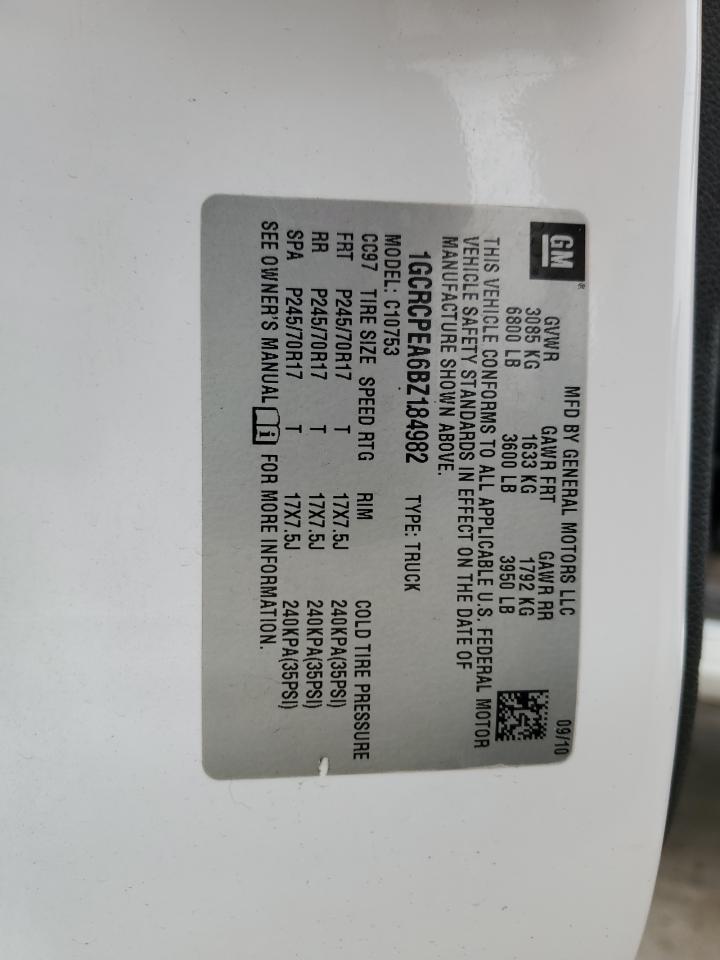 GM
MFD BY GENERAL MOTORS LLC 09/10
GVWR GAWR FRT GAWR RR
3085 KG 1633 KG 1792 KG
6800 LB 3600 LB 3950 LB
THIS VEHICLE CONFORMS TO ALL APPLICABLE U.S. FEDERAL MOTOR
VEHICLE SAFETY STANDARDS IN EFFECT ON THE DATE OF
MANUFACTURE SHOWN ABOVE.
1GCRCPEA6BZ184982 TYPE: TRUCK
MODEL: C10753
CC97 TIRE SIZE SPEED RTG RIM COLD TIRE PRESSURE
FRT P245/70R17 T 17X7.5J 240KPA(35PSI)
RR P245/70R17 T 17X7.5J 240KPA(35PSI)
SPA P245/70R17 T 17X7.5J 240KPA(35PSI)
SEE OWNER'S MANUAL i FOR MORE INFORMATION.